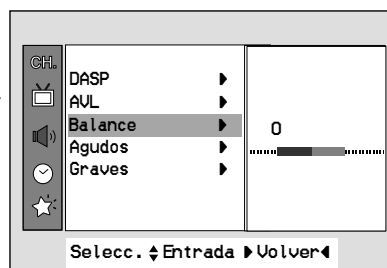 CH.
DASP
AVL
Balance
0
Agudos
Graves
Selecc. Entrada Volver